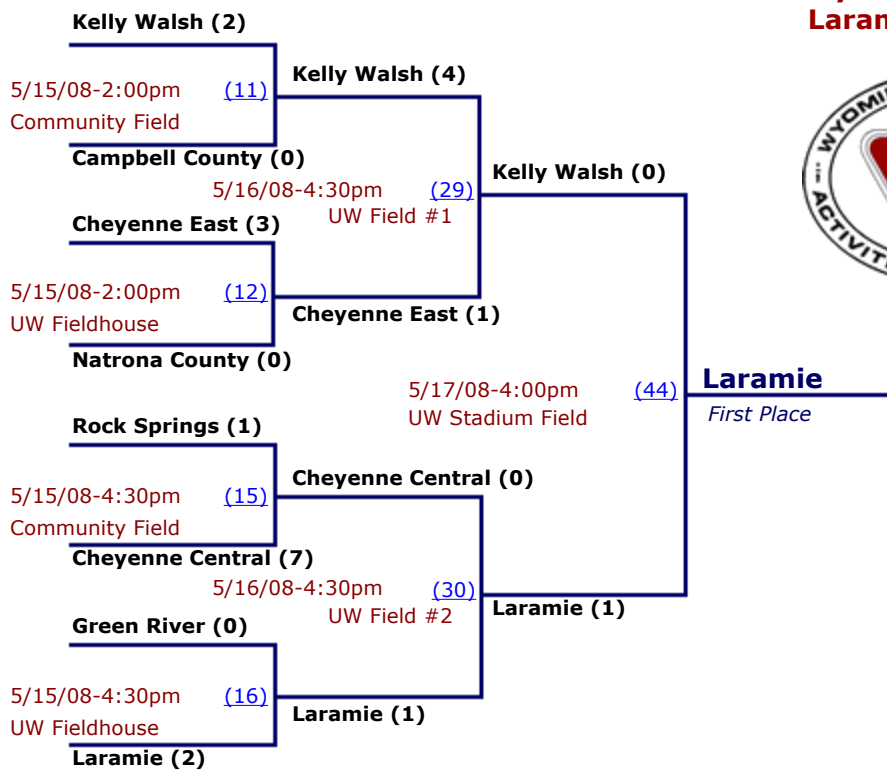 Laram
Kelly Walsh (2)
5/15/08-2:00pm (11)
Community Field
Campbell County (0)
Kelly Walsh (4)
5/16/08-4:30pm (29)
UW Field #1
Cheyenne East (3)
5/15/08-2:00pm (12)
UW Fieldhouse
Natrona County (0)
Cheyenne East (1)
Kelly Walsh (0)
5/17/08-4:00pm (44)
UW Stadium Field
Laramie
First Place
Rock Springs (1)
5/15/08-4:30pm (15)
Community Field
Cheyenne Central (7)
Cheyenne Central (0)
5/16/08-4:30pm (30)
UW Field #2
Laramie (1)
Green River (0)
5/15/08-4:30pm (16)
UW Fieldhouse
Laramie (2)
Laramie (1)
WYOMIN
ACTIVITI